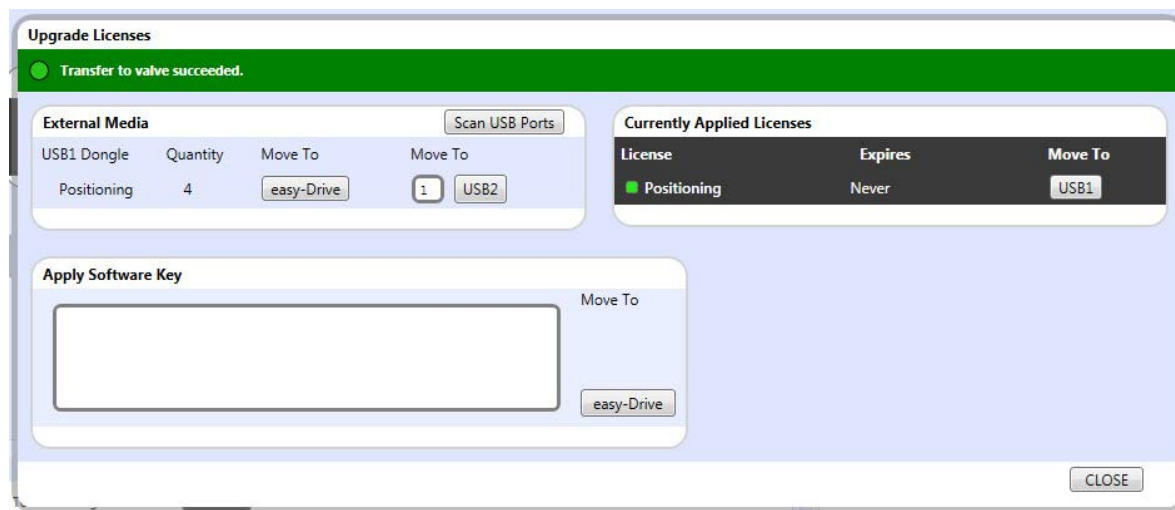 Upgrade Licenses
Transfer to valve succeeded.
External Media
Scan USB Ports
USB1 Dongle Quantity Move To Move To
Positioning 4 easy-Drive 1 USB2
Currently Applied Licenses
License Expires Move To
Positioning Never USB1
Apply Software Key
Move To
easy-Drive
CLOSE